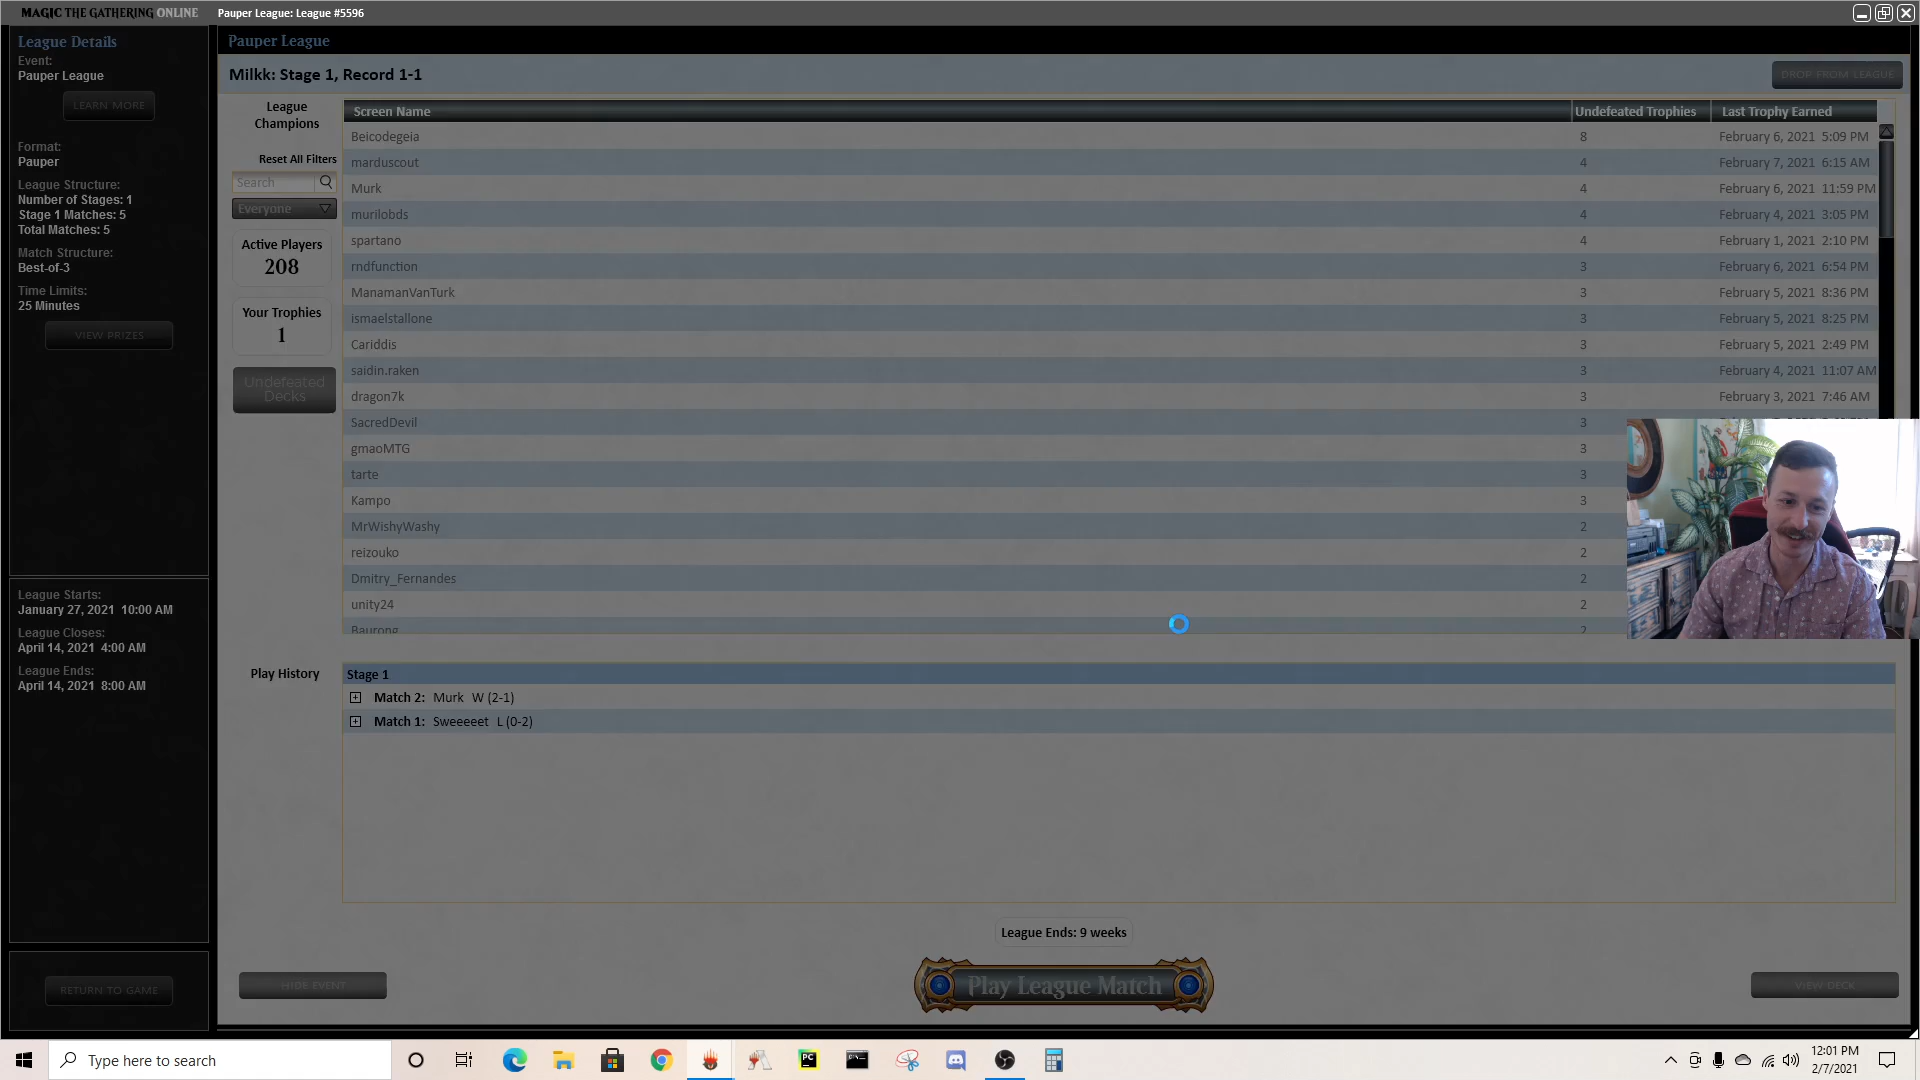 MAGIC THE GATHERING ONLINE
Pauper League: League #5596
League Details
Event:
Pauper League
LEARN MORE
Format:
Pauper
League Structure:
Number of Stages: 1
Stage 1 Matches: 5
Total Matches: 5
Match Structure:
Best-of-3
Time Limits:
25 Minutes
VIEW PRIZES
League Starts:
January 27, 2021 10:00 AM
League Closes:
April 14, 2021 4:00 AM
League Ends:
April 14, 2021 8:00 AM
RETURN TO GAME
Pauper League
Milkk: Stage 1, Record 1-1
DROP FROM LEAGUE
League Champions
Reset All Filters
Search
Everyone
Active Players
208
Your Trophies
1
Undefeated Decks
Screen Name Undefeated Trophies Last Trophy Earned
Beicodegeia 8 February 6, 2021 5:09 PM
marduscout 4 February 7, 2021 6:15 AM
Murk 4 February 6, 2021 11:59 PM
murilobds 4 February 4, 2021 3:05 PM
spartano 4 February 1, 2021 2:10 PM
rndfunction 3 February 6, 2021 6:54 PM
ManamanVanTurk 3 February 5, 2021 8:36 PM
ismaelstallone 3 February 5, 2021 8:25 PM
Cariddis 3 February 5, 2021 2:49 PM
saidin.raken 3 February 4, 2021 11:07 AM
dragon7k 3 February 3, 2021 7:46 AM
SacredDevil 3
gmaoMTG 3
tarte 3
Kampo 3
MrWishyWashy 2
reizouko 2
Dmitry_Fernandes 2
unity24 2
Baurong 2
Play History
Stage 1
Match 2: Murk W (2-1)
Match 1: Sweeeeet L (0-2)
League Ends: 9 weeks
HIDE EVENT
Play League Match
VIEW DECK
Type here to search
PC
12:01 PM
2/7/2021